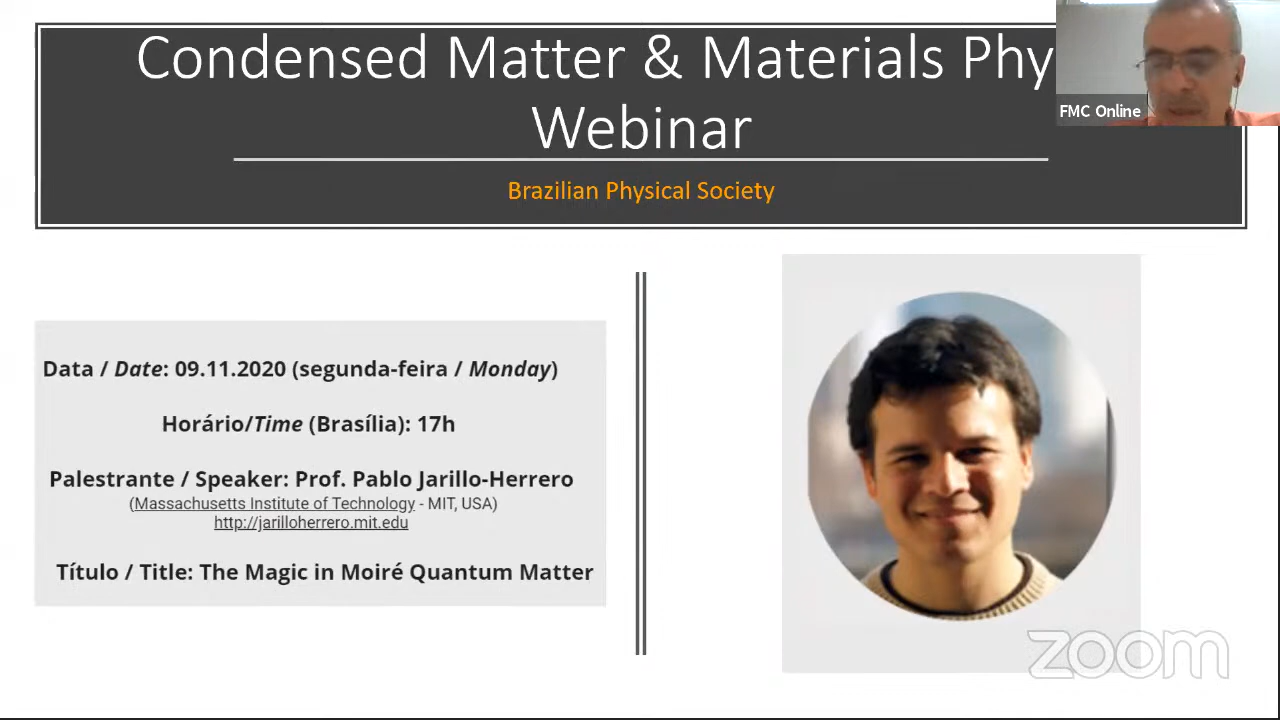 Condensed Matter & Materials Phy
Webinar
Brazilian Physical Society
FMC Online
Data / Date: 09.11.2020 (segunda-feira / Monday)
Horário/Time (Brasília): 17h
Palestrante / Speaker: Prof. Pablo Jarillo-Herrero
(Massachusetts Institute of Technology - MIT, USA)
http://jarilloherrero.mit.edu
Título / Title: The Magic in Moiré Quantum Matter
zoom